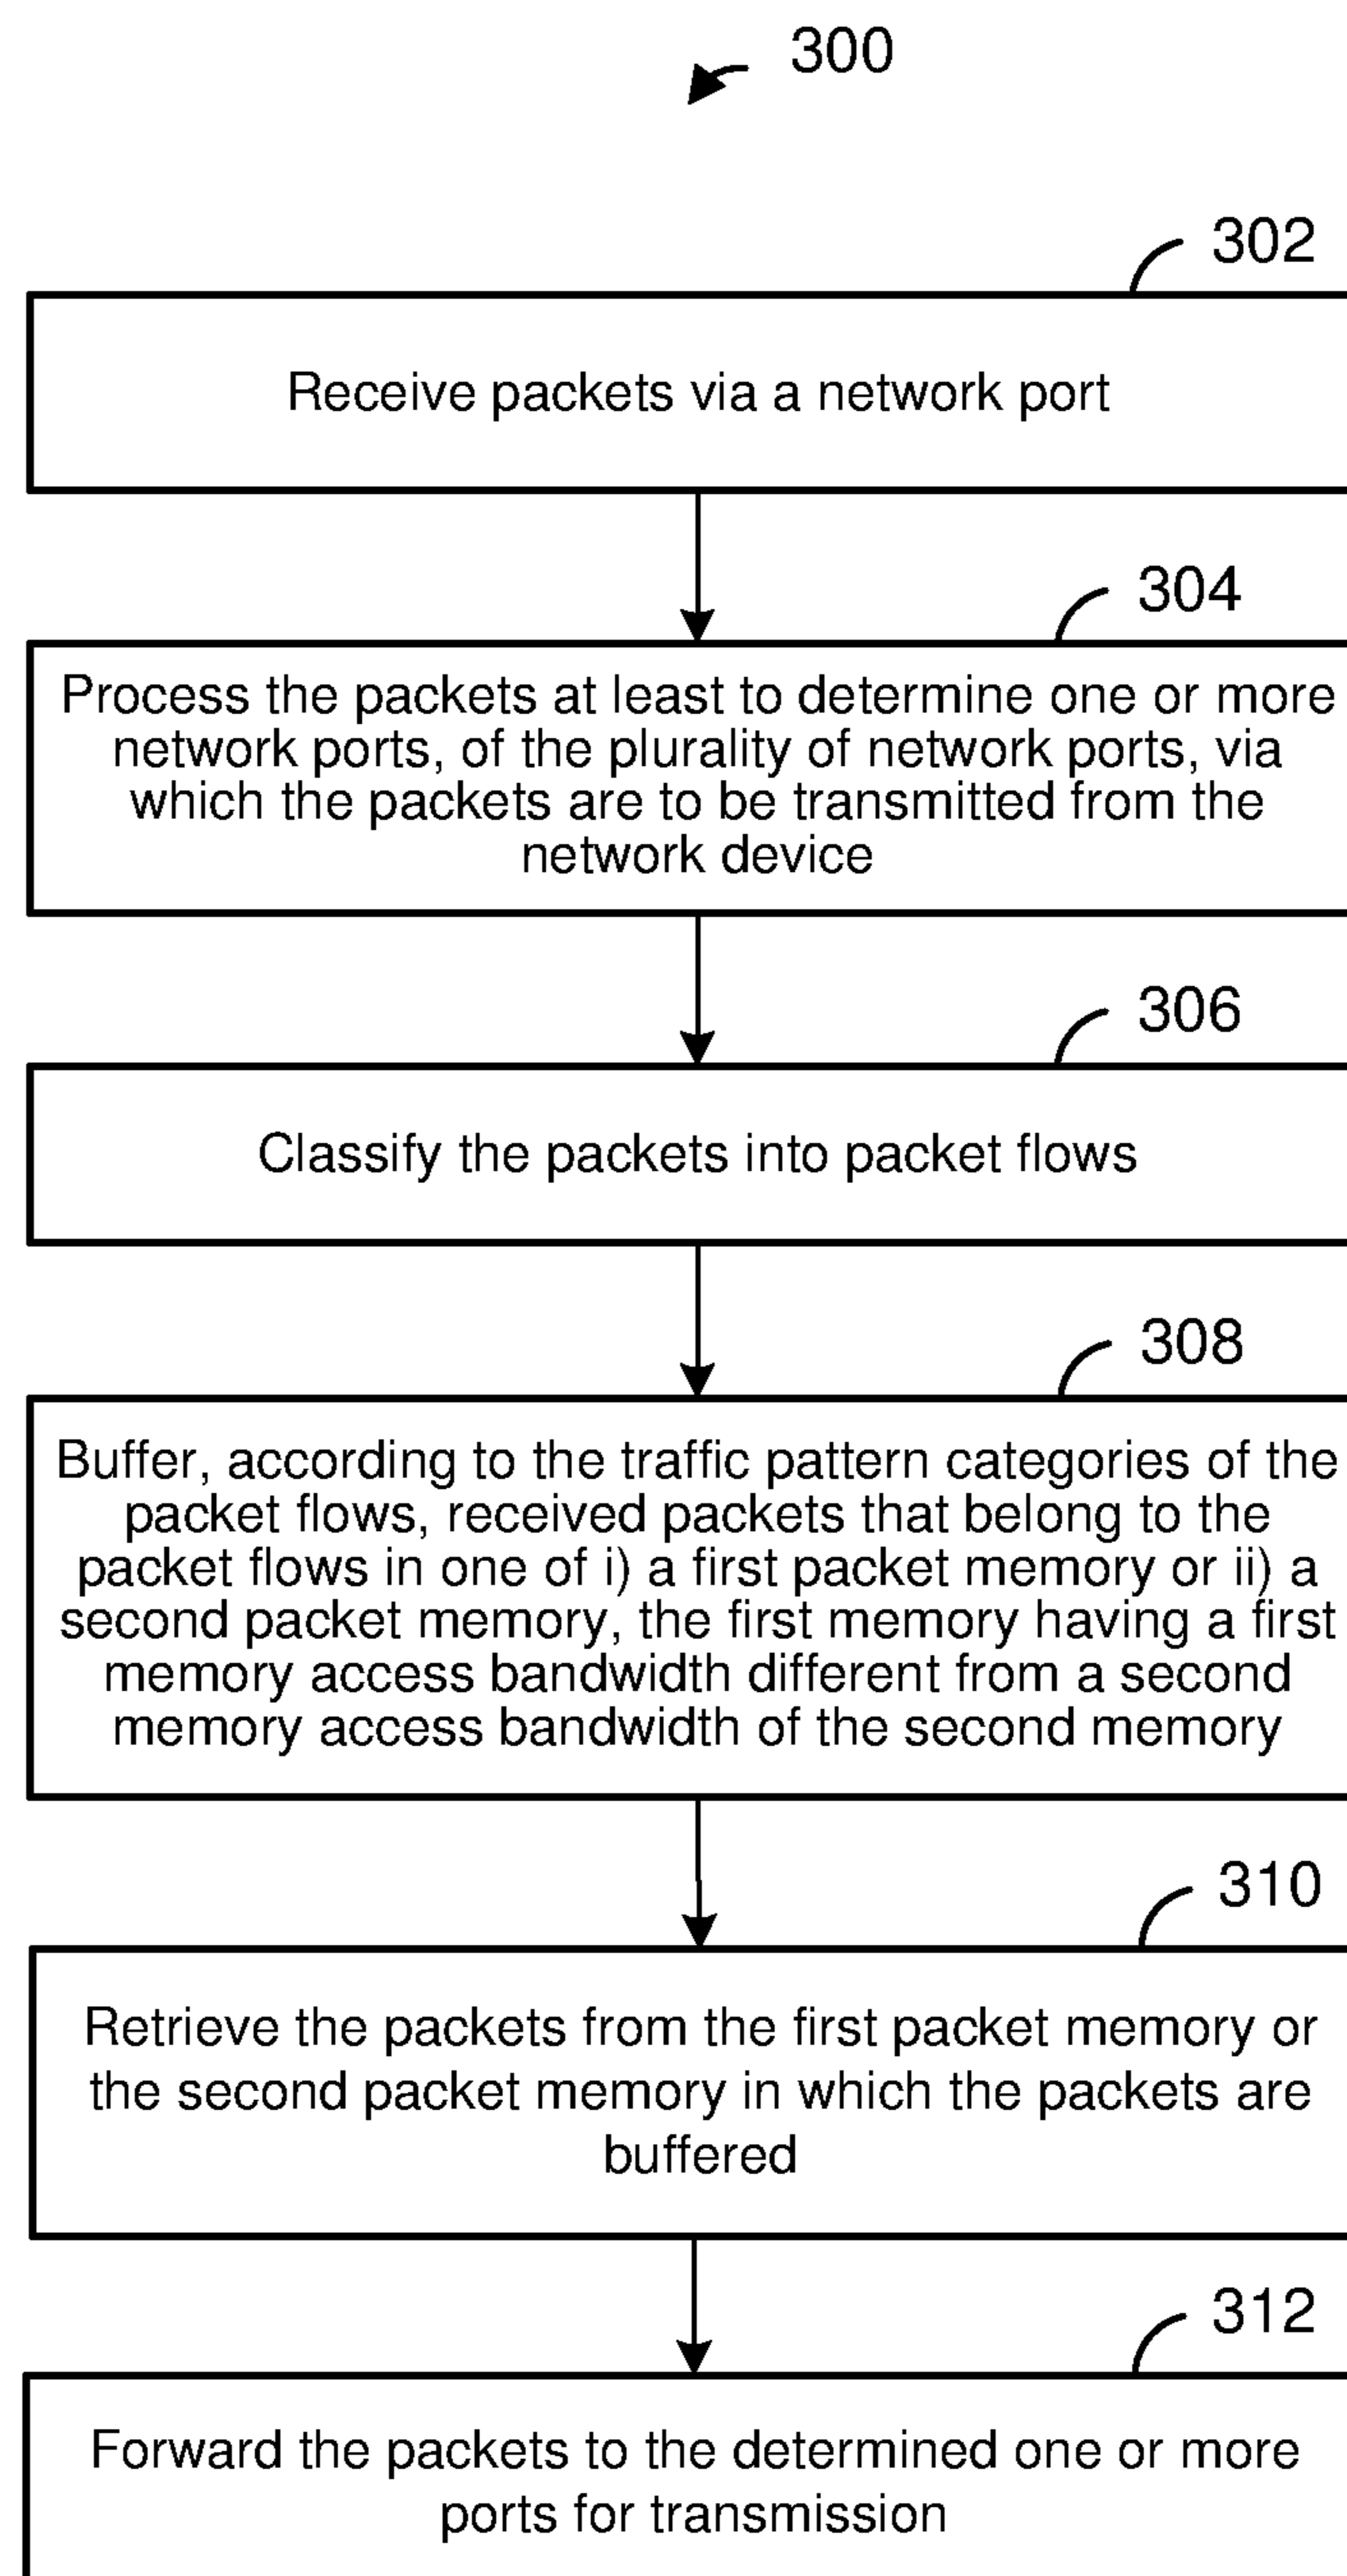 300
302
Receive packets via a network port
304
Process the packets at least to determine one or more
network ports, of the plurality of network ports, via
which the packets are to be transmitted from the
network device
306
Classify the packets into packet flows
308
Buffer, according to the traffic pattern categories of the
packet flows, received packets that belong to the
packet flows in one of i) a first packet memory or ii) a
second packet memory, the first memory having a first
memory access bandwidth different from a second
memory access bandwidth of the second memory
310
Retrieve the packets from the first packet memory or
the second packet memory in which the packets are
buffered
312
Forward the packets to the determined one or more
ports for transmission